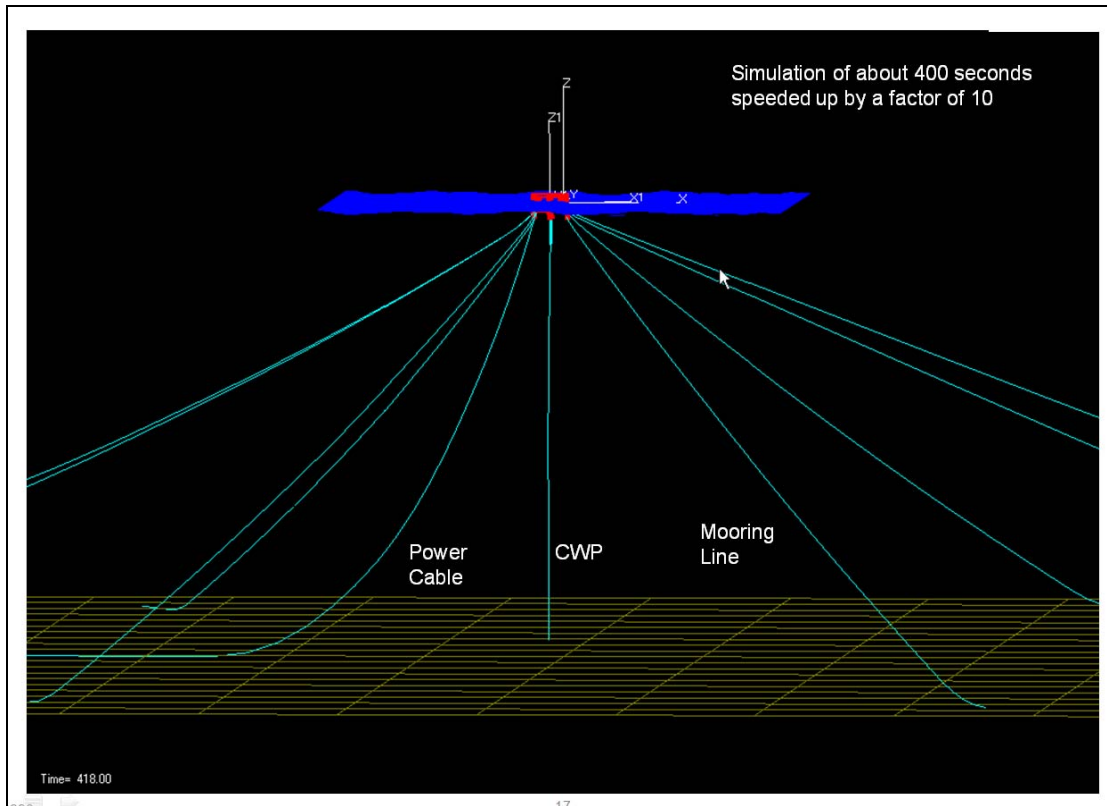 Simulation of about 400 seconds
speeded up by a factor of 10
Z
Z1
Y
X1
X
Power
Cable
CWP
Mooring
Line
Time= 418.00
17